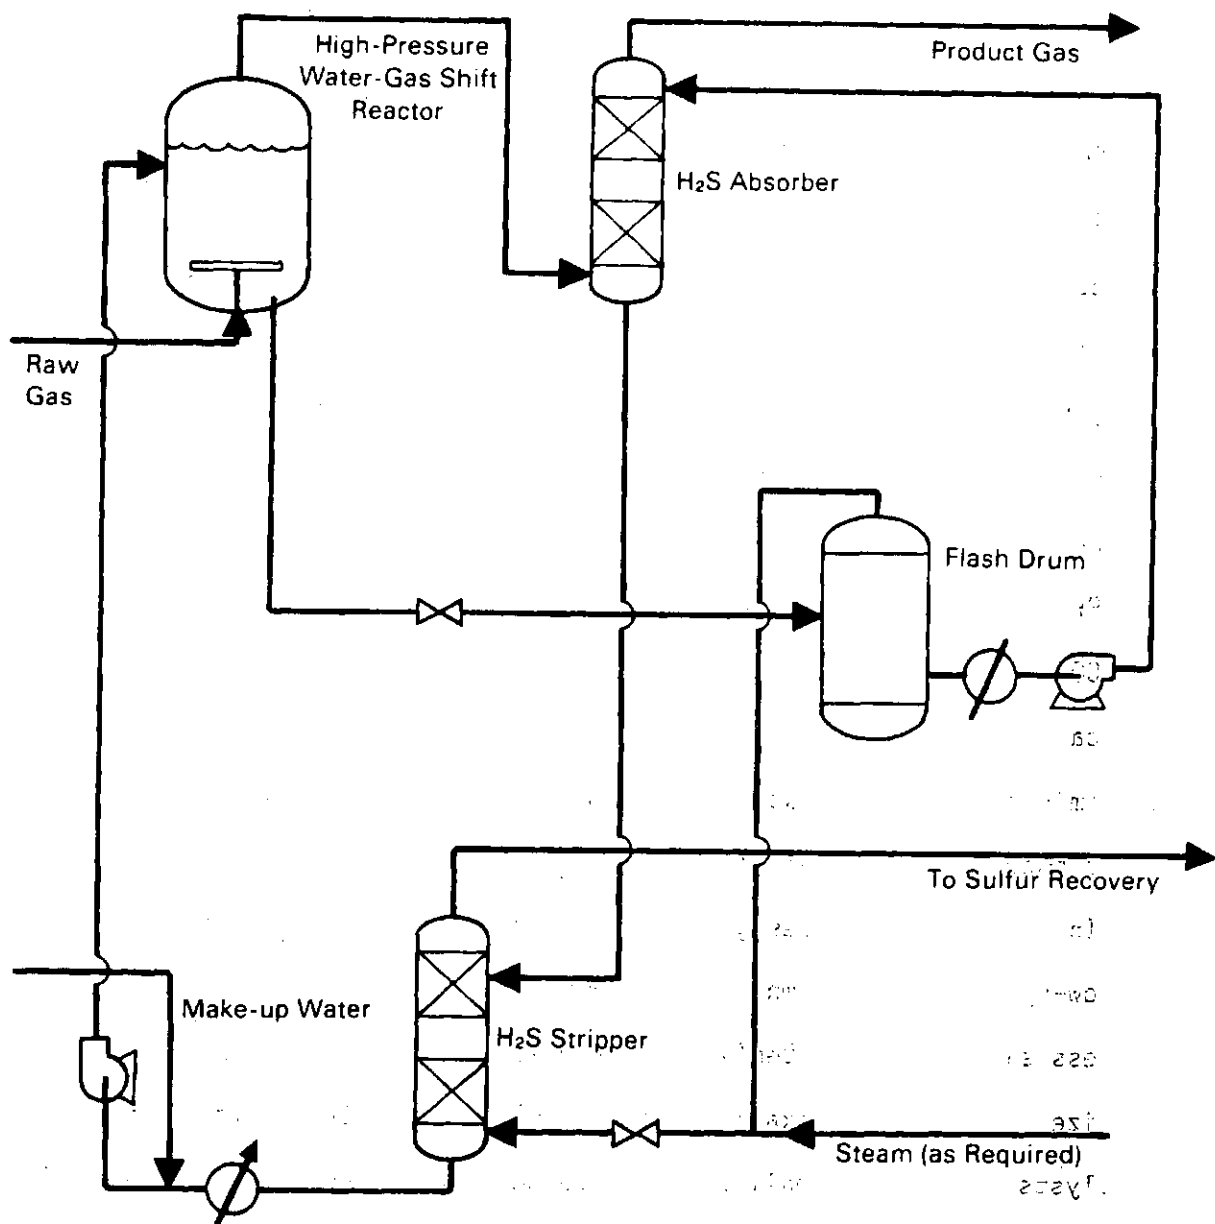 High-Pressure
Water-Gas Shift
Reactor
Product Gas
H₂S Absorber
Raw
Gas
Flash Drum
To Sulfur Recovery
Make-up Water
H₂S Stripper
Steam (as Required)